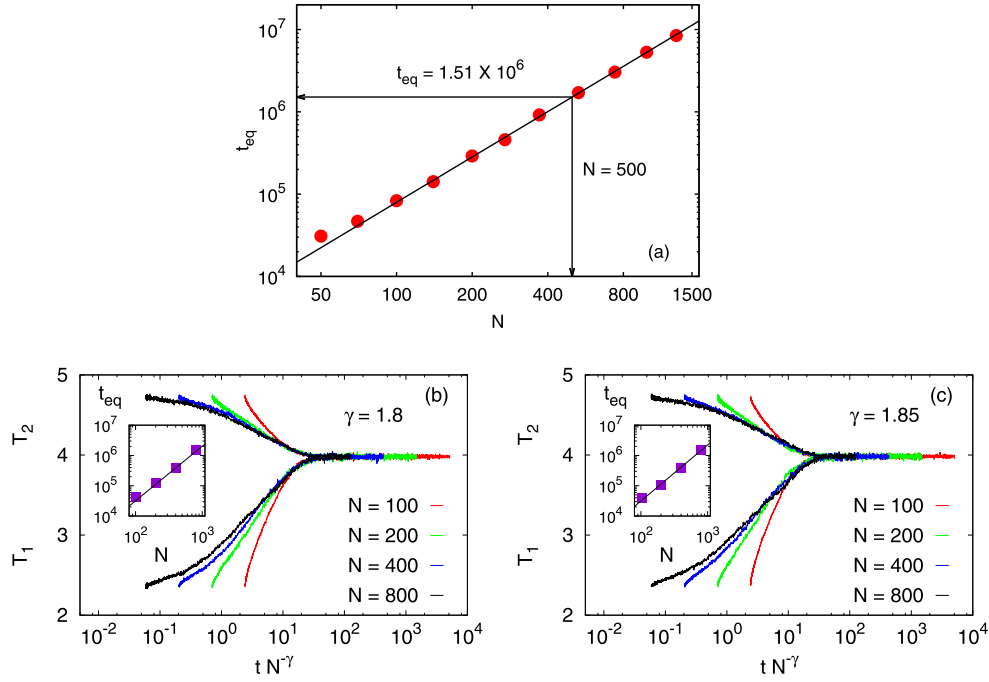 10^7
t_eq = 1.51 X 10^6
10^6
t_eq
N = 500
10^5
(a)
10^4
50 100 200 400 800 1500
N
5
t_eq
(b)
10^7
γ = 1.8
T_2
10^6
4
10^5
10^4
10^2 10^3
N
N = 100
3
N = 200
T_1
N = 400
N = 800
2
10^-2 10^-1 10^0 10^1 10^2 10^3 10^4
t N^-γ
5
t_eq
(c)
10^7
γ = 1.85
T_2
10^6
4
10^5
10^4
10^2 10^3
N
N = 100
3
N = 200
T_1
N = 400
N = 800
2
10^-2 10^-1 10^0 10^1 10^2 10^3 10^4
t N^-γ